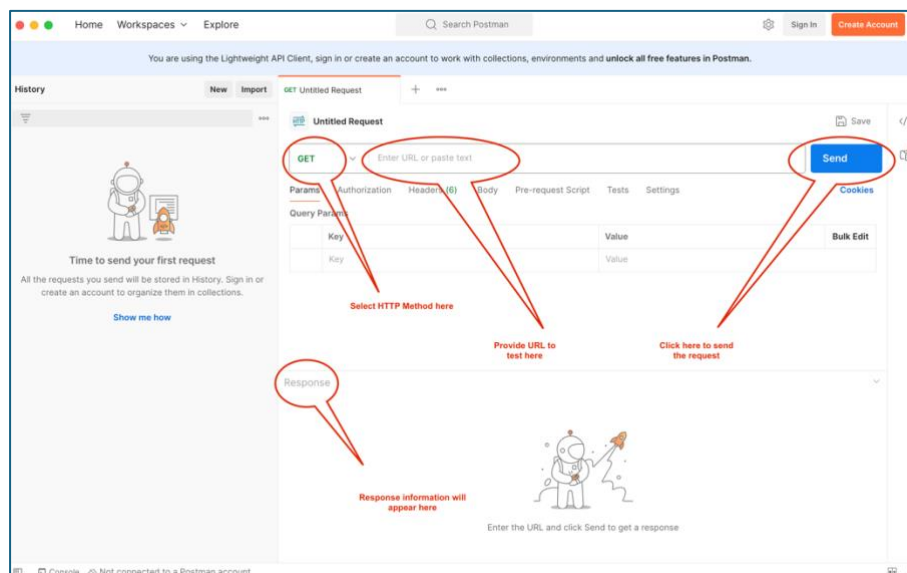 Home Workspaces Explore Search Postman Sign In Create Account
You are using the Lightweight API Client, sign in or create an account to work with collections, environments and unlock all free features in Postman.
History New Import GET Untitled Request
Untitled Request Save
GET Enter URL or paste text Send
Params Authorization Headers (6) Body Pre-request Script Tests Settings Cookies
Query Params
Key Value Bulk Edit
Key Value
Time to send your first request
All the requests you send will be stored in History. Sign in or
create an account to organize them in collections.
Show me how
Select HTTP Method here
Provide URL to
test here
Click here to send
the request
Response
Response information will
appear here
Enter the URL and click Send to get a response
Console Not connected to a Postman account